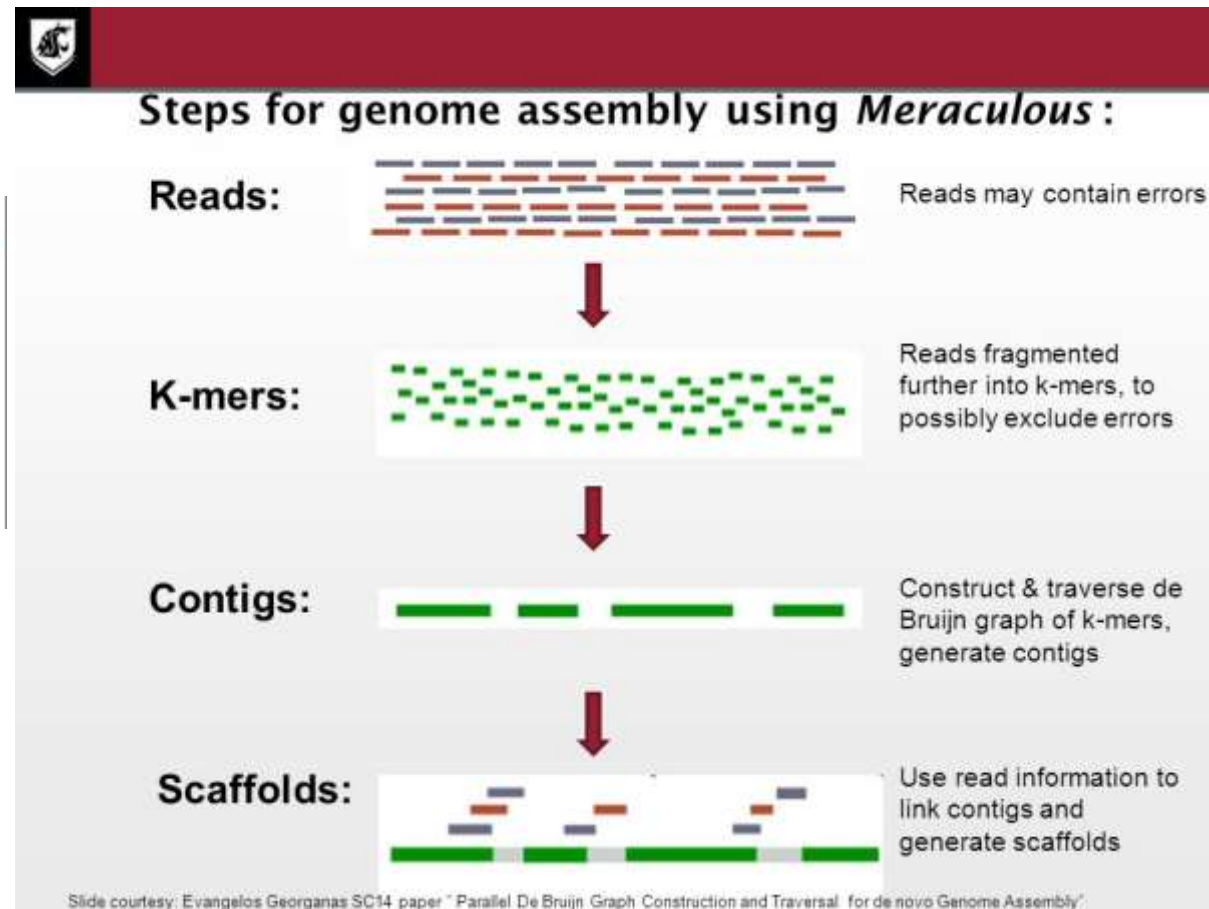 Steps for genome assembly using Meraculous :
Reads:
Reads may contain errors
K-mers:
Reads fragmented
further into k-mers, to
possibly exclude errors
Contigs:
Construct & traverse de
Bruijn graph of k-mers,
generate contigs
Scaffolds:
Use read information to
link contigs and
generate scaffolds
Slide courtesy: Evangelos Georganas SC14 paper " Parallel De Bruijn Graph Construction and Traversal for de novo Genome Assembly"